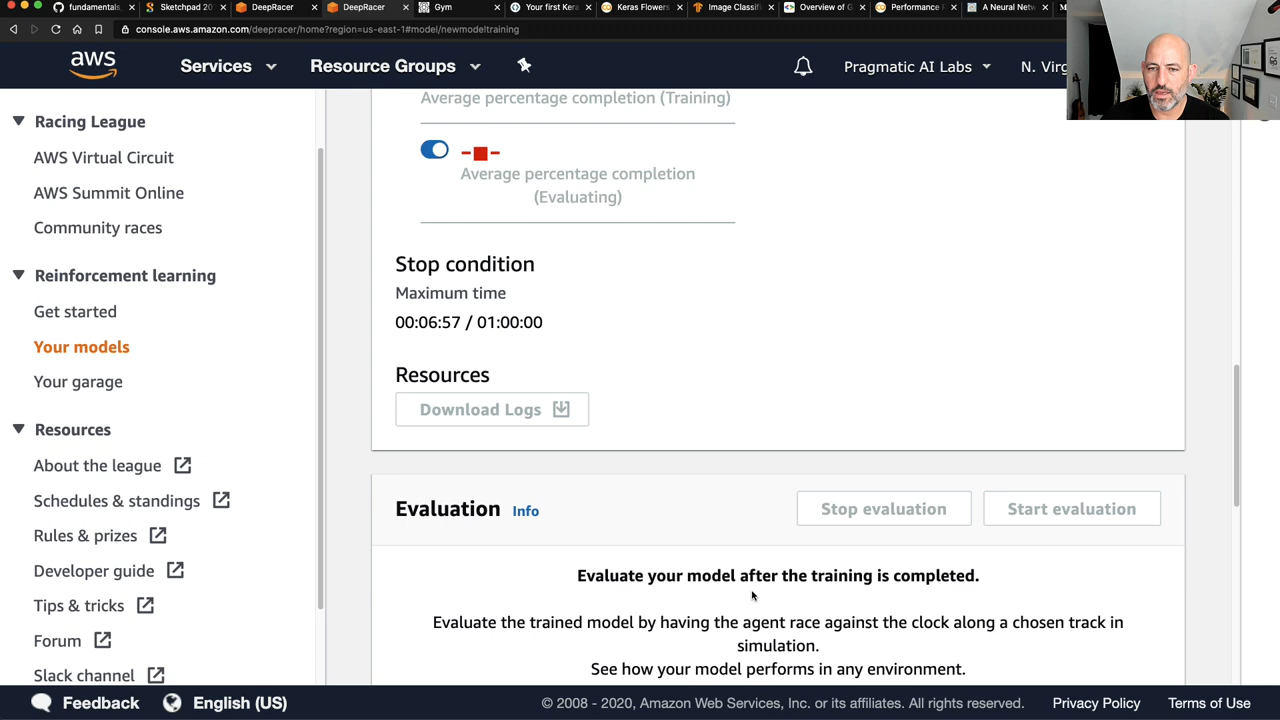 fundamentals.
Sketchpad 20
DeepRacer
DeepRacer
Gym
Your first Kera
Keras Flowers
Image Classifi
Overview of G
Performance F
A Neural Netw
console.aws.amazon.com/deepracer/home?region=us-east-1#model/newmodeltraining
aws
Services
Resource Groups
Pragmatic AI Labs
N. Virg
Racing League
AWS Virtual Circuit
AWS Summit Online
Community races
Reinforcement learning
Get started
Your models
Your garage
Resources
About the league
Schedules & standings
Rules & prizes
Developer guide
Tips & tricks
Forum
Slack channel
Average percentage completion (Training)
Average percentage completion
(Evaluating)
Stop condition
Maximum time
00:06:57 / 01:00:00
Resources
Download Logs
Evaluation Info
Stop evaluation
Start evaluation
Evaluate your model after the training is completed.
Evaluate the trained model by having the agent race against the clock along a chosen track in
simulation.
See how your model performs in any environment.
Feedback
English (US)
© 2008 - 2020, Amazon Web Services, Inc. or its affiliates. All rights reserved.
Privacy Policy
Terms of Use